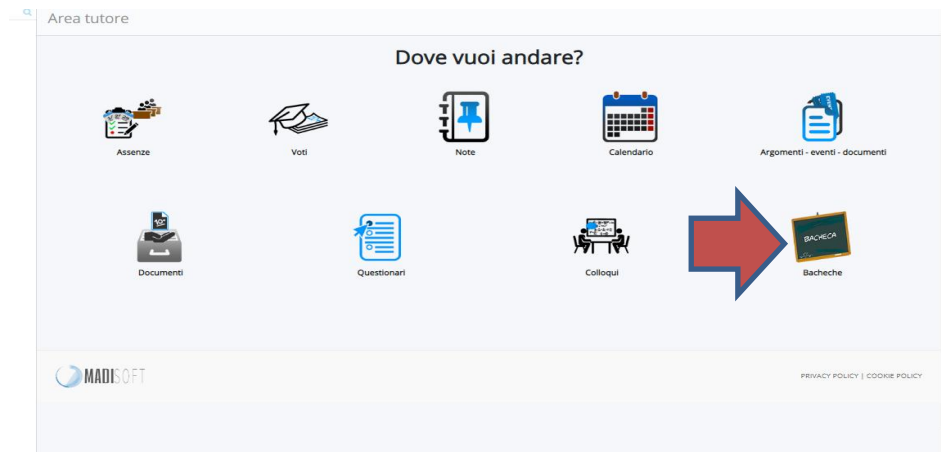 Area tutore
Dove vuoi andare?
Assenze
Voti
Note
Calendario
Argomenti - eventi - documenti
BACHECA
Documenti
Questionari
Colloqui
Bacheche
MADISOFT
PRIVACY POLICY | COOKIE POLICY